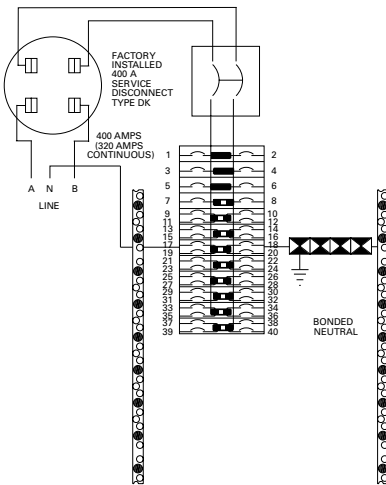 FACTORY
INSTALLED
400 A
SERVICE
DISCONNECT
TYPE DK
400 AMPS
(320 AMPS
CONTINUOUS)
A N B
LINE
1 2
3 4
5 6
7 8
9 10
11 12
13 14
15 16
17 18
19 20
21 22
23 24
25 26
27 28
29 30
31 32
33 34
35 36
37 38
39 40
BONDED
NEUTRAL